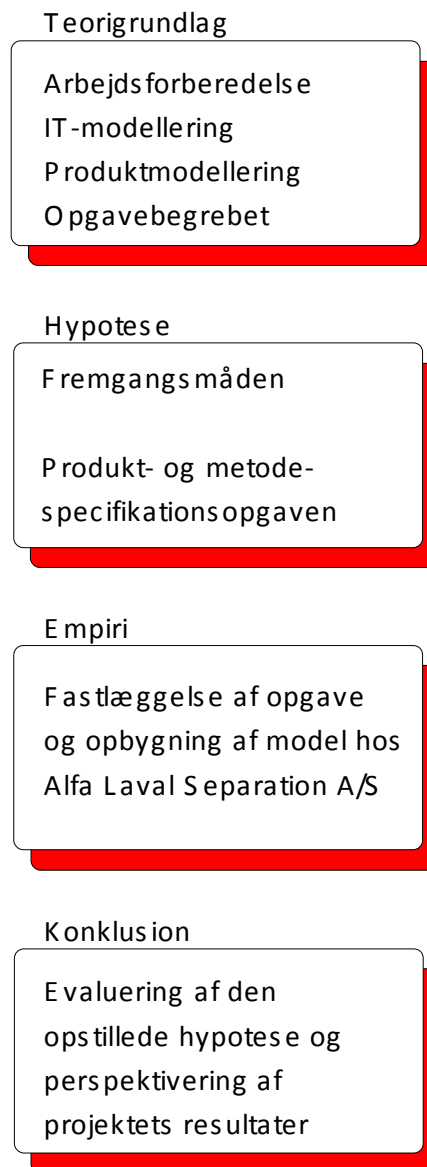 Teorigrundlag
Arbejdsforberedelse
IT-modellering
Produktmodellering
Opgavebegrebet
Hypotese
Fremgangsmåden
Produkt- og metode-
specifikationsopgaven
Empiri
Fastlæggelse af opgave
og opbygning af model hos
Alfa Laval Separation A/S
Konklusion
Evaluering af den
opstillede hypotese og
perspektivering af
projektets resultater